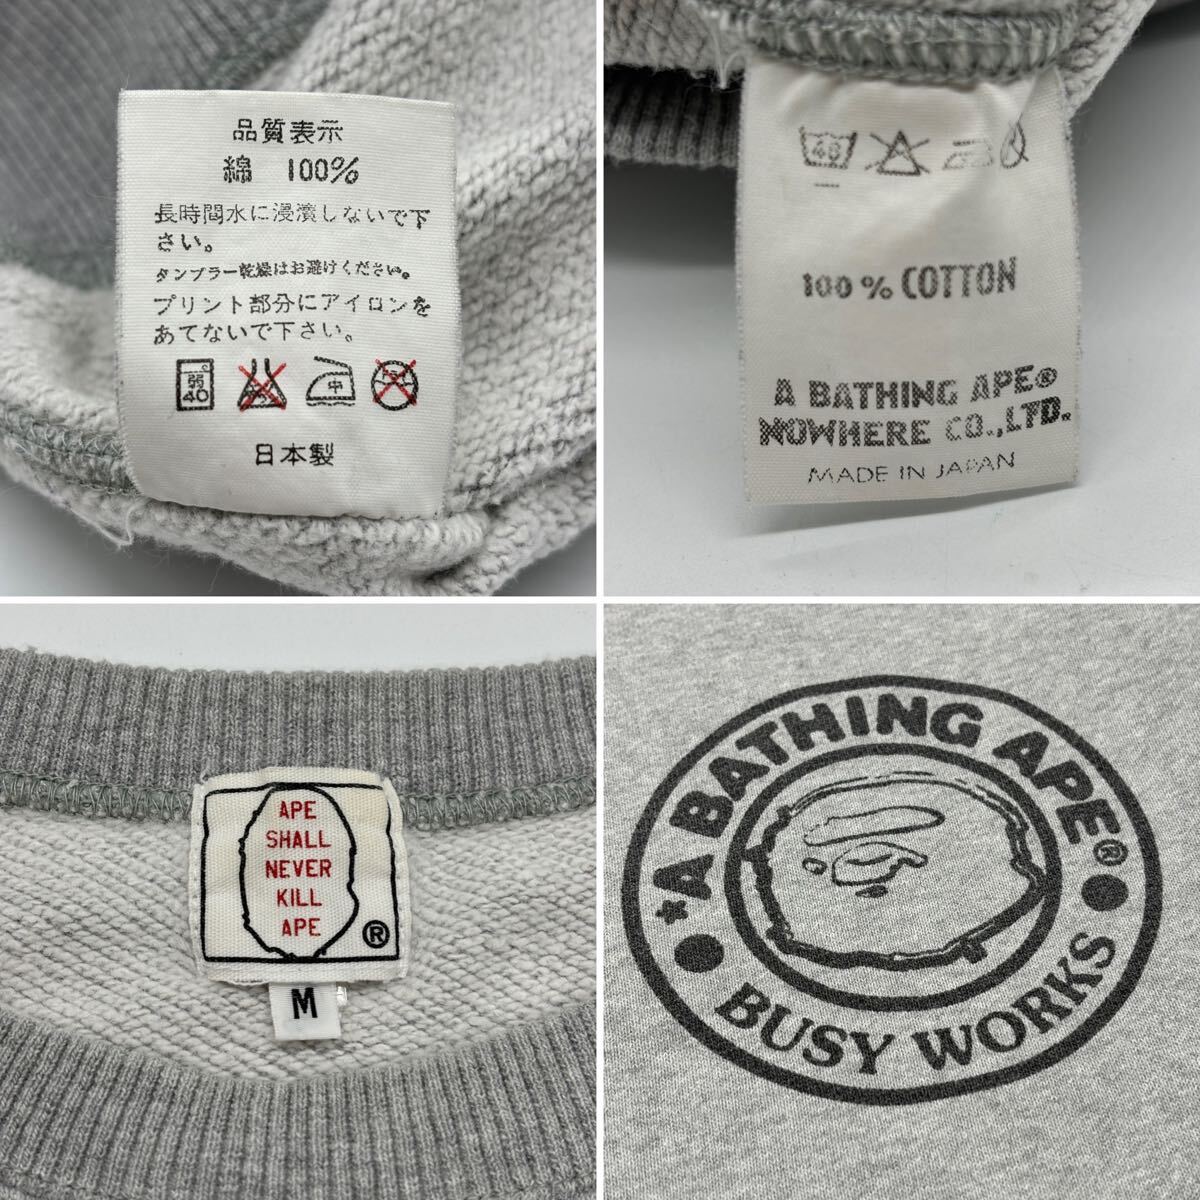 品質表示
綿 100%
長時間水に浸漬しないで下
さい。
タンブラー乾燥はお避けください。
プリント部分にアイロンを
あてないで下さい。
弱
40
中
日本製
40
100% COTTON
A BATHING APE®
NOWHERE CO.,LTD.
MADE IN JAPAN
APE
SHALL
NEVER
KILL
APE
®
M
*A BATHING APE®
BUSY WORKS